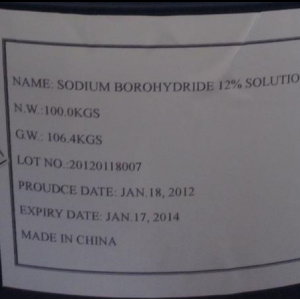 NAME: SODIUM BOROHYDRIDE 12% SOLUTIO
N.W.:100.0KGS
G.W.: 106.4KGS
LOT NO.:20120118007
PROUDCE DATE: JAN.18, 2012
EXPIRY DATE: JAN.17, 2014
MADE IN CHINA